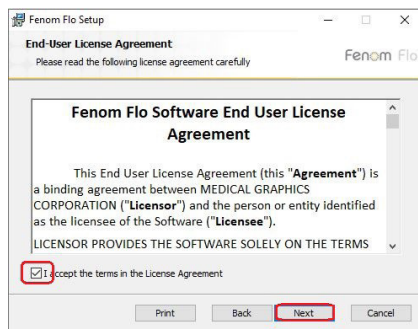 Fenom Flo Setup
End-User License Agreement
Please read the following license agreement carefully
Fenom Flo
Fenom Flo Software End User License
Agreement
This End User License Agreement (this "Agreement") is
a binding agreement between MEDICAL GRAPHICS
CORPORATION ("Licensor") and the person or entity identified
as the licensee of the Software ("Licensee").
LICENSOR PROVIDES THE SOFTWARE SOLELY ON THE TERMS
I accept the terms in the License Agreement
Print Back Next Cancel